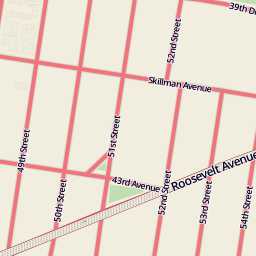 39th Dr
52nd Street
Skillman Avenue
51st Street
49th Street
Roosevelt Avenue
43rd Avenue
50th Street
52nd Street
53rd Street
54th Street